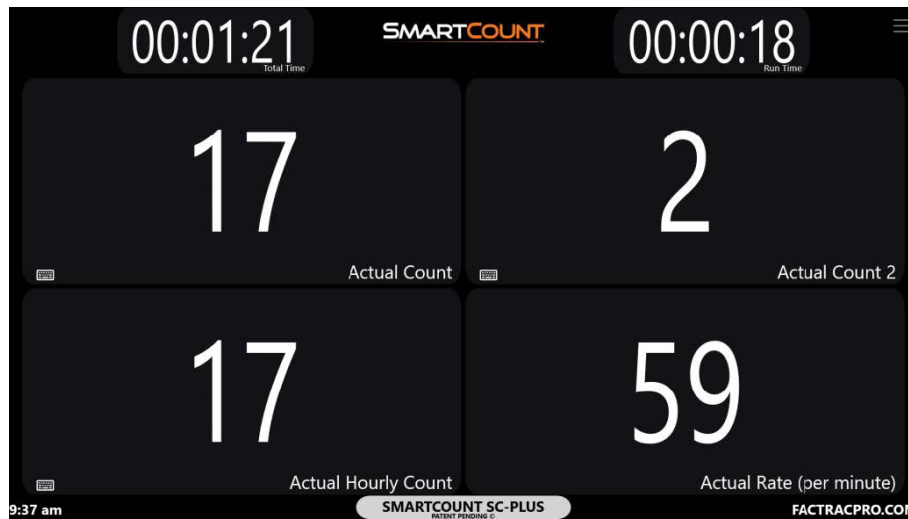 00:01:21
Total Time
SMARTCOUNT
00:00:18
Run Time
17
Actual Count
2
Actual Count 2
17
Actual Hourly Count
59
Actual Rate (per minute)
9:37 am
SMARTCOUNT SC-PLUS
PATENT PENDING ©
FACTRACPRO.COM